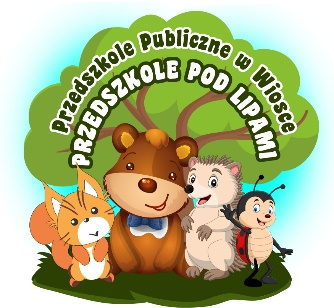 Przedszkole Publiczne w Wiosce
PRZEDSZKOLE POD LIPAMI